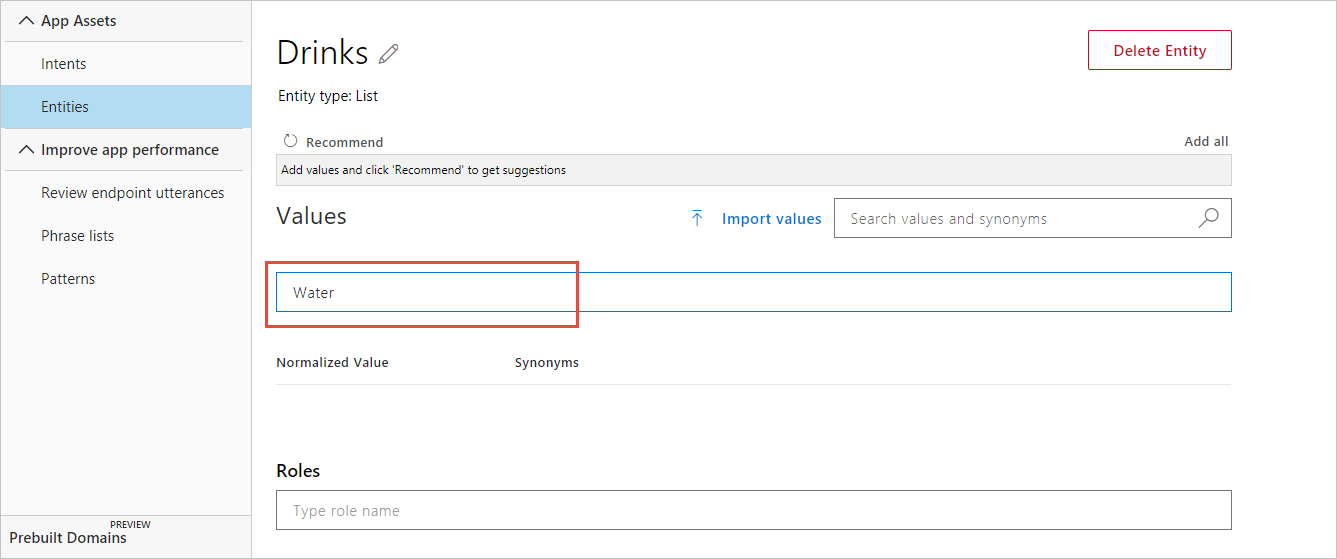 App Assets
Intents
Entities
Improve app performance
Review endpoint utterances
Phrase lists
Patterns
PREVIEW
Prebuilt Domains
Drinks
Delete Entity
Entity type: List
Recommend
Add all
Add values and click 'Recommend' to get suggestions
Values
Import values
Search values and synonyms
Water
Normalized Value
Synonyms
Roles
Type role name